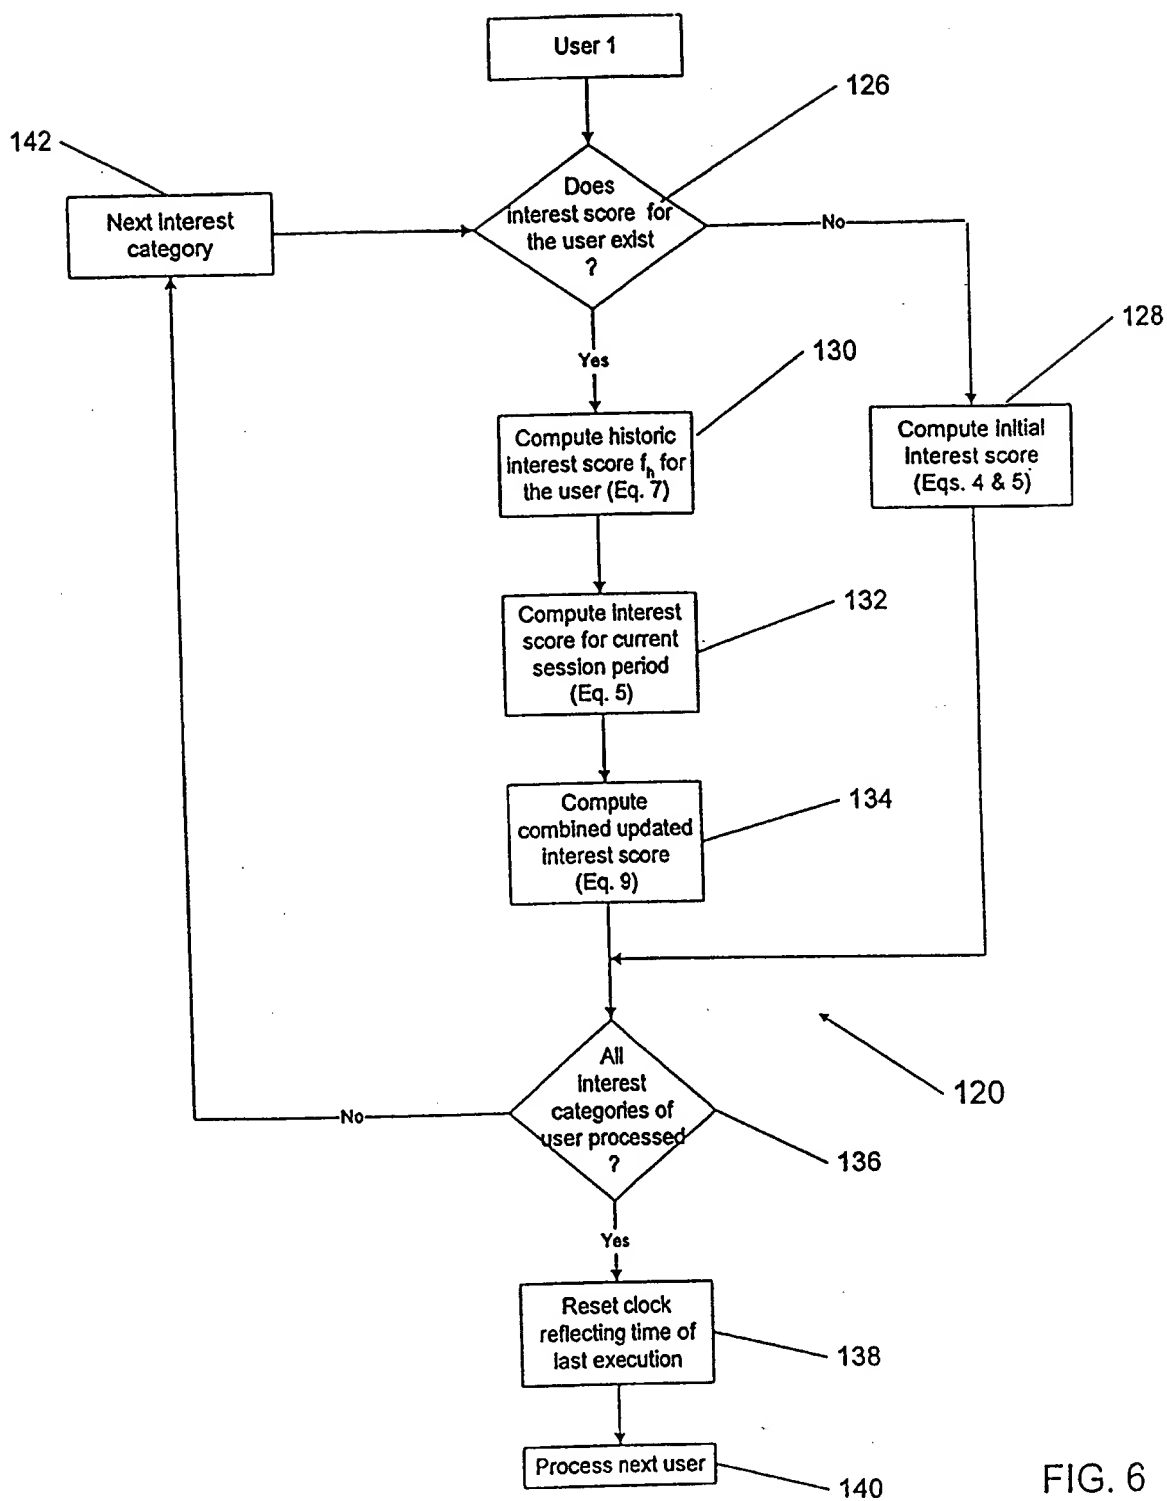 User 1
126
142
Next interest
category
Does
interest score for
the user exist
?
No
128
Yes
130
Compute historic
interest score fh for
the user (Eq. 7)
Compute initial
interest score
(Eqs. 4 & 5)
132
Compute interest
score for current
session period
(Eq. 5)
134
Compute
combined updated
interest score
(Eq. 9)
120
All
interest
categories of
user processed
?
No
136
Yes
Reset clock
reflecting time of
last execution
138
Process next user
140
FIG. 6